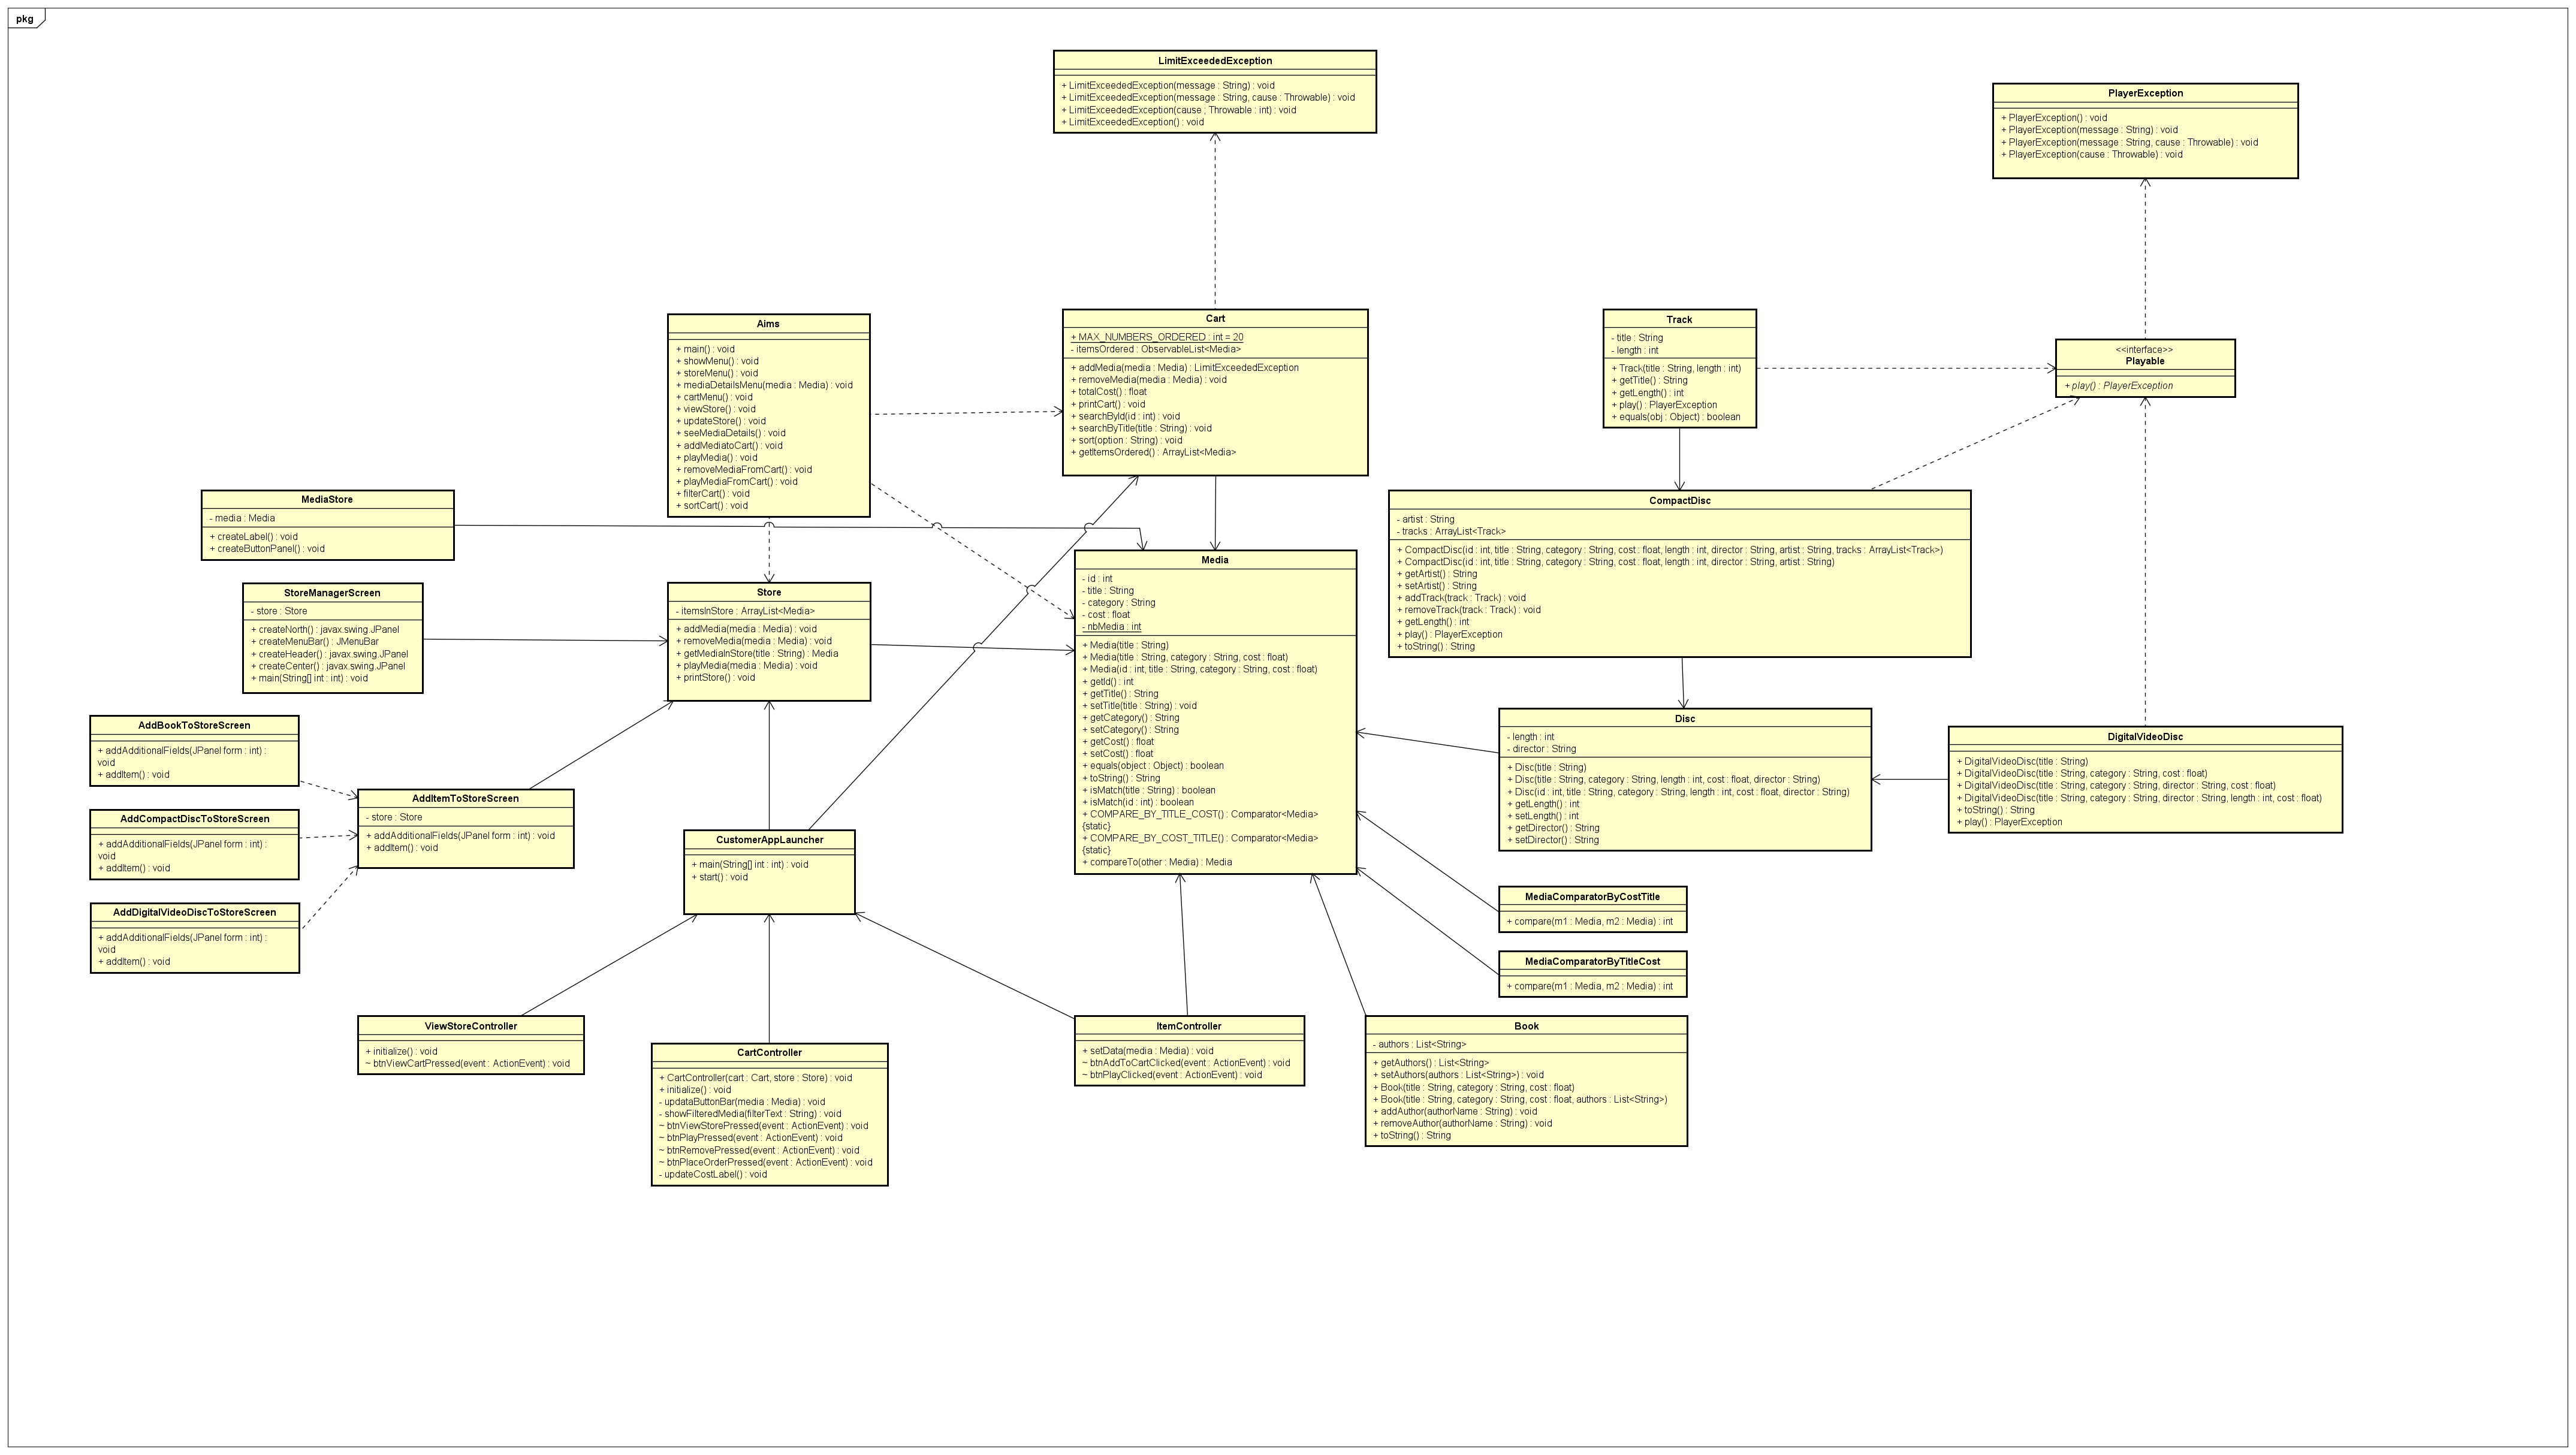 pkg
LimitExceededException
+ LimitExceededException(message : String) : void
+ LimitExceededException(message : String, cause : Throwable) : void
+ LimitExceededException(cause ; Throwable : int) : void
+ LimitExceededException() : void
PlayerException
+ PlayerException() : void
+ PlayerException(message : String) : void
+ PlayerException(message : String, cause : Throwable) : void
+ PlayerException(cause : Throwable) : void
Aims
+ main() : void
+ showMenu() : void
+ storeMenu() : void
+ mediaDetailsMenu(media : Media) : void
+ cartMenu() : void
+ viewStore() : void
+ updateStore() : void
+ seeMediaDetails() : void
+ addMediatoCart() : void
+ playMedia() : void
+ removeMediaFromCart() : void
+ playMediaFromCart() : void
+ filterCart() : void
+ sortCart() : void
Cart
+ MAX_NUMBERS_ORDERED : int = 20
- itemsOrdered : ObservableList<Media>
+ addMedia(media : Media) : LimitExceededException
+ removeMedia(media : Media) : void
+ totalCost() : float
+ printCart() : void
+ searchById(id : int) : void
+ searchByTitle(title : String) : void
+ sort(option : String) : void
+ getItemsOrdered() : ArrayList<Media>
Track
- title : String
- length : int
+ Track(title : String, length : int)
+ getTitle() : String
+ getLength() : int
+ play() : PlayerException
+ equals(obj : Object) : boolean
<<interface>>
Playable
+ play() : PlayerException
MediaStore
- media : Media
+ createLabel() : void
+ createButtonPanel() : void
CompactDisc
- artist : String
- tracks : ArrayList<Track>
+ CompactDisc(id : int, title : String, category : String, cost : float, length : int, director : String, artist : String, tracks : ArrayList<Track>)
+ CompactDisc(id : int, title : String, category : String, cost : float, length : int, director : String, artist : String)
+ getArtist() : String
+ setArtist() : String
+ addTrack(track : Track) : void
+ removeTrack(track : Track) : void
+ getLength() : int
+ play() : PlayerException
+ toString() : String
StoreManagerScreen
- store : Store
+ createNorth() : javax.swing.JPanel
+ createMenuBar() : JMenuBar
+ createHeader() : javax.swing.JPanel
+ createCenter() : javax.swing.JPanel
+ main(String[] int : int) : void
Store
- itemsInStore : ArrayList<Media>
+ addMedia(media : Media) : void
+ removeMedia(media : Media) : void
+ getMediaInStore(title : String) : Media
+ playMedia(media : Media) : void
+ printStore() : void
Media
- id : int
- title : String
- category : String
- cost : float
- nbMedia : int
+ Media(title : String)
+ Media(title : String, category : String, cost : float)
+ Media(id : int, title : String, category : String, cost : float)
+ getId() : int
+ getTitle() : String
+ setTitle(title : String) : void
+ getCategory() : String
+ setCategory() : String
+ getCost() : float
+ setCost() : float
+ equals(object : Object) : boolean
+ toString() : String
+ isMatch(title : String) : boolean
+ isMatch(id : int) : boolean
+ COMPARE_BY_TITLE_COST() : Comparator<Media>
{static}
+ COMPARE_BY_COST_TITLE() : Comparator<Media>
{static}
+ compareTo(other : Media) : Media
Disc
- length : int
- director : String
+ Disc(title : String)
+ Disc(title : String, category : String, length : int, cost : float, director : String)
+ Disc(id : int, title : String, category : String, length : int, cost : float, director : String)
+ getLength() : int
+ setLength() : int
+ getDirector() : String
+ setDirector() : String
DigitalVideoDisc
+ DigitalVideoDisc(title : String)
+ DigitalVideoDisc(title : String, category : String, cost : float)
+ DigitalVideoDisc(title : String, category : String, director : String, cost : float)
+ DigitalVideoDisc(title : String, category : String, director : String, length : int, cost : float)
+ toString() : String
+ play() : PlayerException
AddBookToStoreScreen
+ addAdditionalFields(JPanel form : int) :
void
+ addItem() : void
AddItemToStoreScreen
- store : Store
+ addAdditionalFields(JPanel form : int) : void
+ addItem() : void
AddCompactDiscToStoreScreen
+ addAdditionalFields(JPanel form : int) :
void
+ addItem() : void
AddDigitalVideoDiscToStoreScreen
+ addAdditionalFields(JPanel form : int) :
void
+ addItem() : void
CustomerAppLauncher
+ main(String[] int : int) : void
+ start() : void
MediaComparatorByCostTitle
+ compare(m1 : Media, m2 : Media) : int
MediaComparatorByTitleCost
+ compare(m1 : Media, m2 : Media) : int
ViewStoreController
+ initialize() : void
~ btnViewCartPressed(event : ActionEvent) : void
CartController
+ CartController(cart : Cart, store : Store) : void
+ initialize() : void
- updataButtonBar(media : Media) : void
- showFilteredMedia(filterText : String) : void
~ btnViewStorePressed(event : ActionEvent) : void
~ btnPlayPressed(event : ActionEvent) : void
~ btnRemovePressed(event : ActionEvent) : void
~ btnPlaceOrderPressed(event : ActionEvent) : void
- updateCostLabel() : void
ItemController
+ setData(media : Media) : void
~ btnAddToCartClicked(event : ActionEvent) : void
~ btnPlayClicked(event : ActionEvent) : void
Book
- authors : List<String>
+ getAuthors() : List<String>
+ setAuthors(authors : List<String>) : void
+ Book(title : String, category : String, cost : float)
+ Book(title : String, category : String, cost : float, authors : List<String>)
+ addAuthor(authorName : String) : void
+ removeAuthor(authorName : String) : void
+ toString() : String